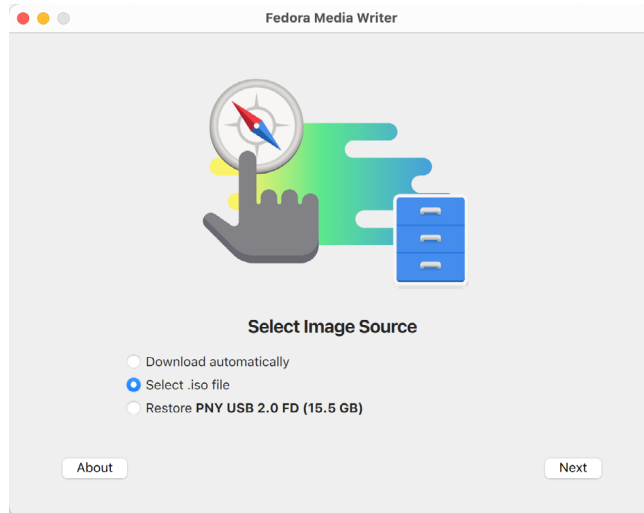 Fedora Media Writer
Select Image Source
Download automatically
Select .iso file
Restore PNY USB 2.0 FD (15.5 GB)
About
Next